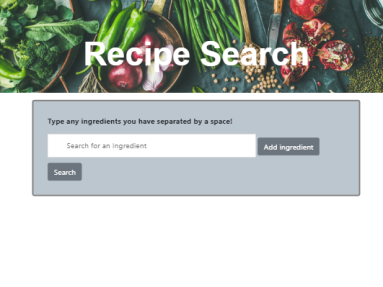 Recipe Search
Type any ingredients you have separated by a space!
Search for an ingredient
Add ingredient
Search